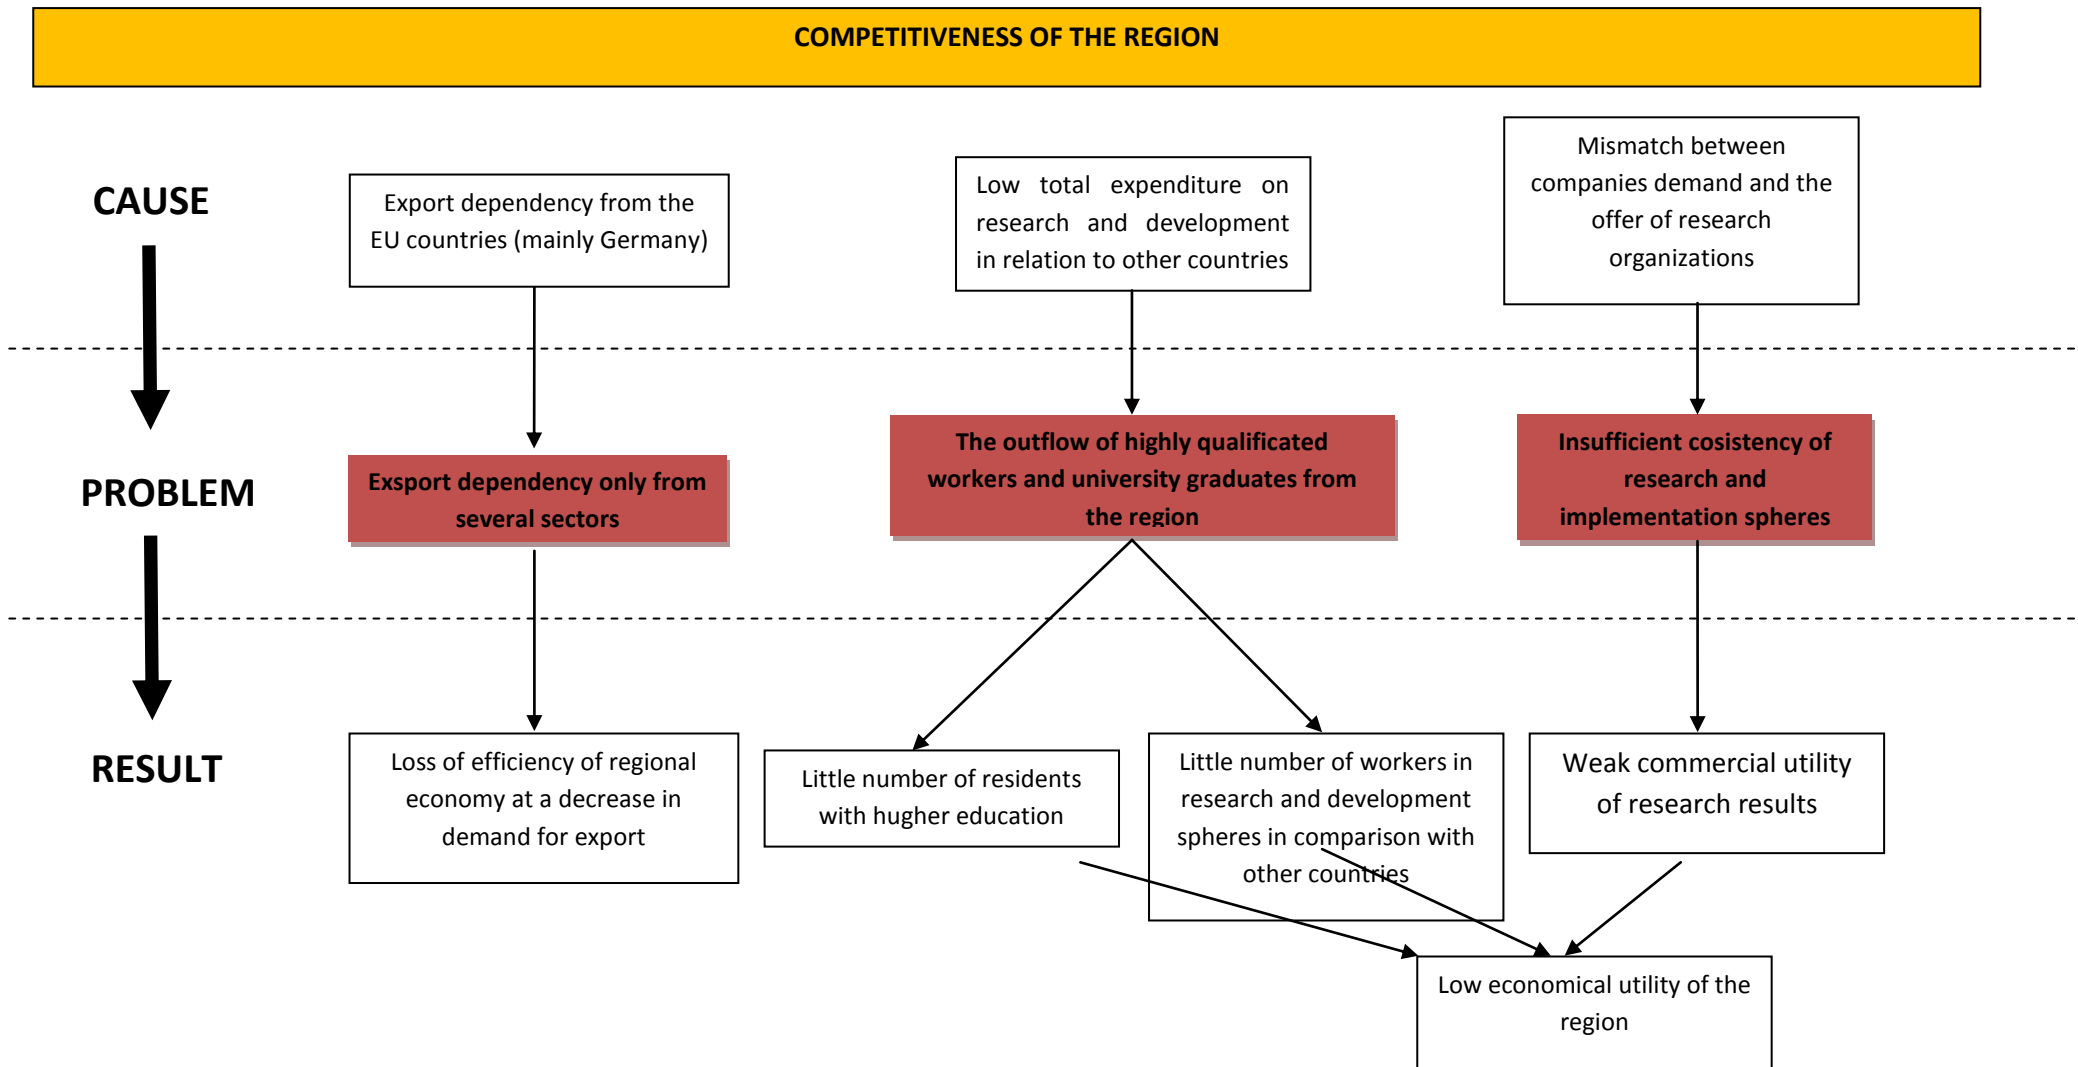 COMPETITIVENESS OF THE REGION
CAUSE
Export dependency from the
EU countries (mainly Germany)
Low total expenditure on
research and development
in relation to other countries
Mismatch between
companies demand and the
offer of research
organizations
PROBLEM
Exsport dependency only from
several sectors
The outflow of highly qualificated
workers and university graduates from
the region
Insufficient cosistency of
research and
implementation spheres
RESULT
Loss of efficiency of regional
economy at a decrease in
demand for export
Little number of residents
with hugher education
Little number of workers in
research and development
spheres in comparison with
other countries
Weak commercial utility
of research results
Low economical utility of the
region